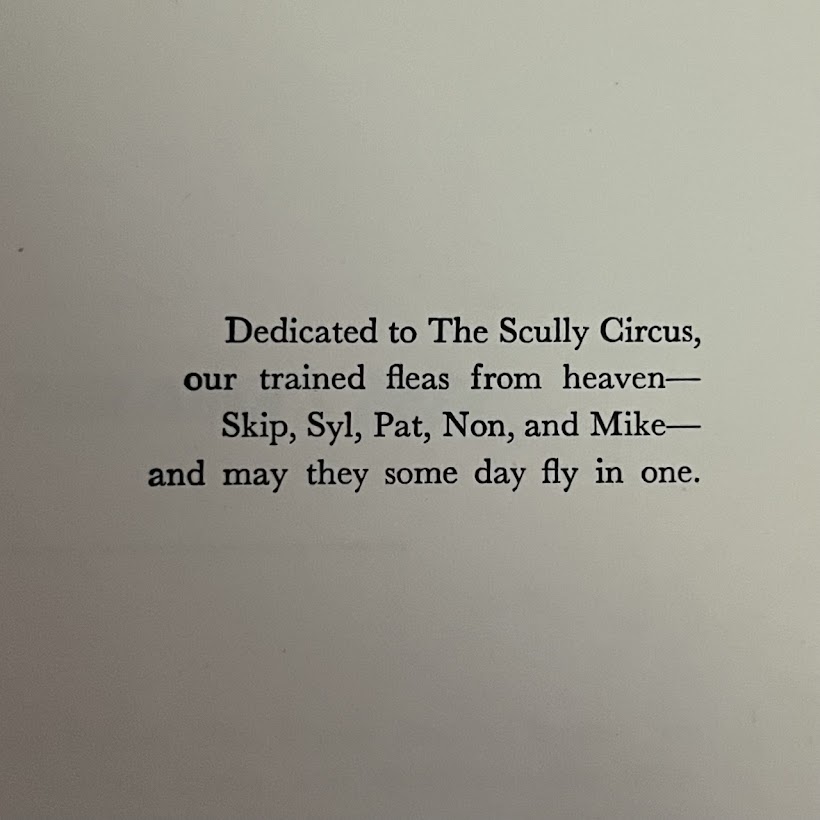 Dedicated to The Scully Circus,
our trained fleas from heaven—
Skip, Syl, Pat, Non, and Mike—
and may they some day fly in one.